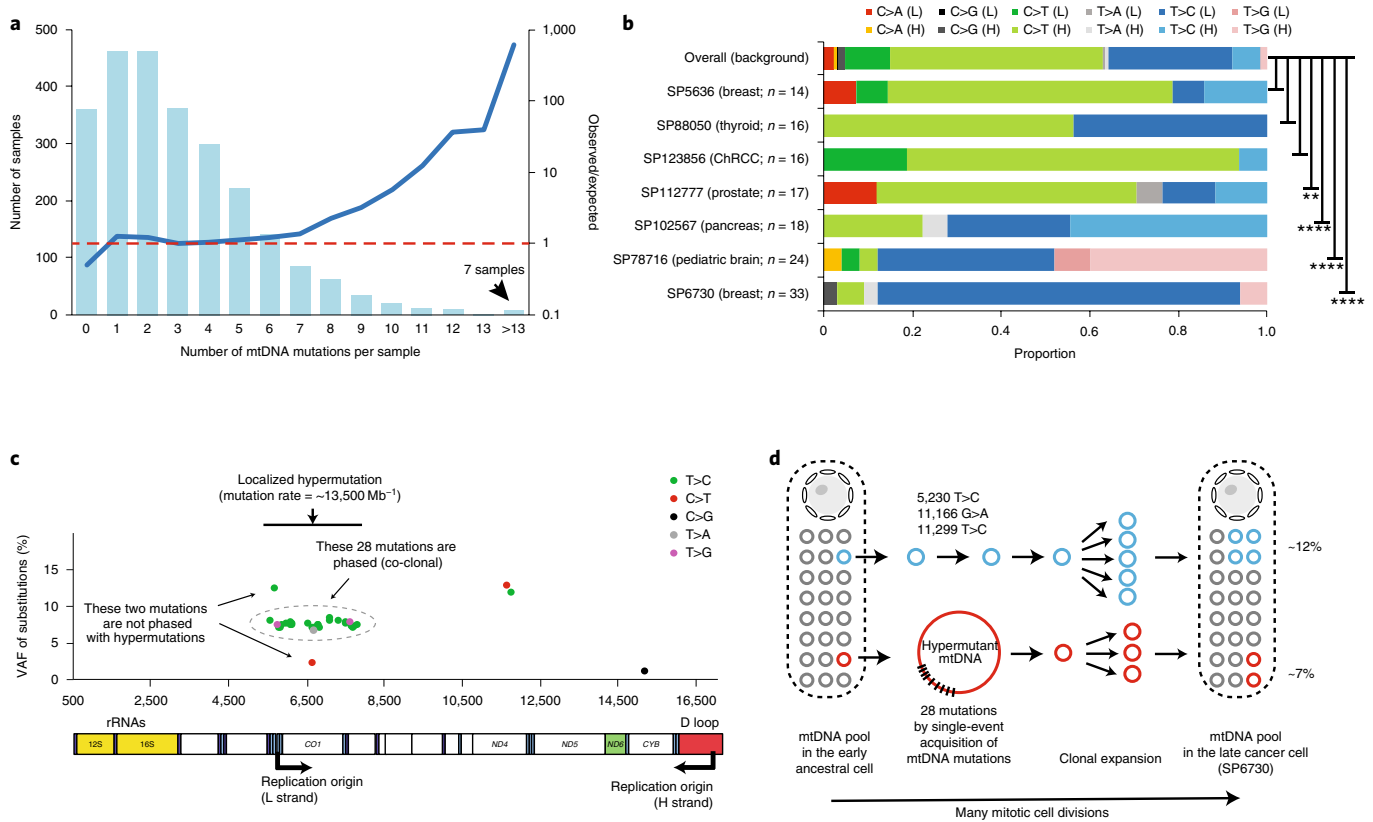 a
500
400
300
200
100
0
Number of samples
1,000
100
10
1
0.1
Observed/expected
7 samples
0 1 2 3 4 5 6 7 8 9 10 11 12 13 >13
Number of mtDNA mutations per sample
b
C>A (L) C>G (L) C>T (L) T>A (L) T>C (L) T>G (L)
C>A (H) C>G (H) C>T (H) T>A (H) T>C (H) T>G (H)
Overall (background)
SP5636 (breast; n = 14)
SP88050 (thyroid; n = 16)
SP123856 (ChRCC; n = 16)
SP112777 (prostate; n = 17)
SP102567 (pancreas; n = 18)
SP78716 (pediatric brain; n = 24)
SP6730 (breast; n = 33)
**
****
****
****
0 0.2 0.4 0.6 0.8 1.0
Proportion
c
Localized hypermutation
(mutation rate = ~13,500 Mb–1)
T>C
C>T
C>G
T>A
T>G
These 28 mutations are
phased (co-clonal)
These two mutations
are not phased
with hypermutations
VAF of substitutions (%)
15
10
5
0
500 2,500 4,500 6,500 8,500 10,500 12,500 14,500 16,500
rRNAs
D loop
12S 16S CO1 ND4 ND5 ND6 CYB
Replication origin
(L strand)
Replication origin
(H strand)
d
5,230 T>C
11,166 G>A
11,299 T>C
~12%
Hypermutant
mtDNA
~7%
28 mutations
by single-event
acquisition of
mtDNA mutations
mtDNA pool
in the early
ancestral cell
Clonal expansion
mtDNA pool
in the late cancer cell
(SP6730)
Many mitotic cell divisions